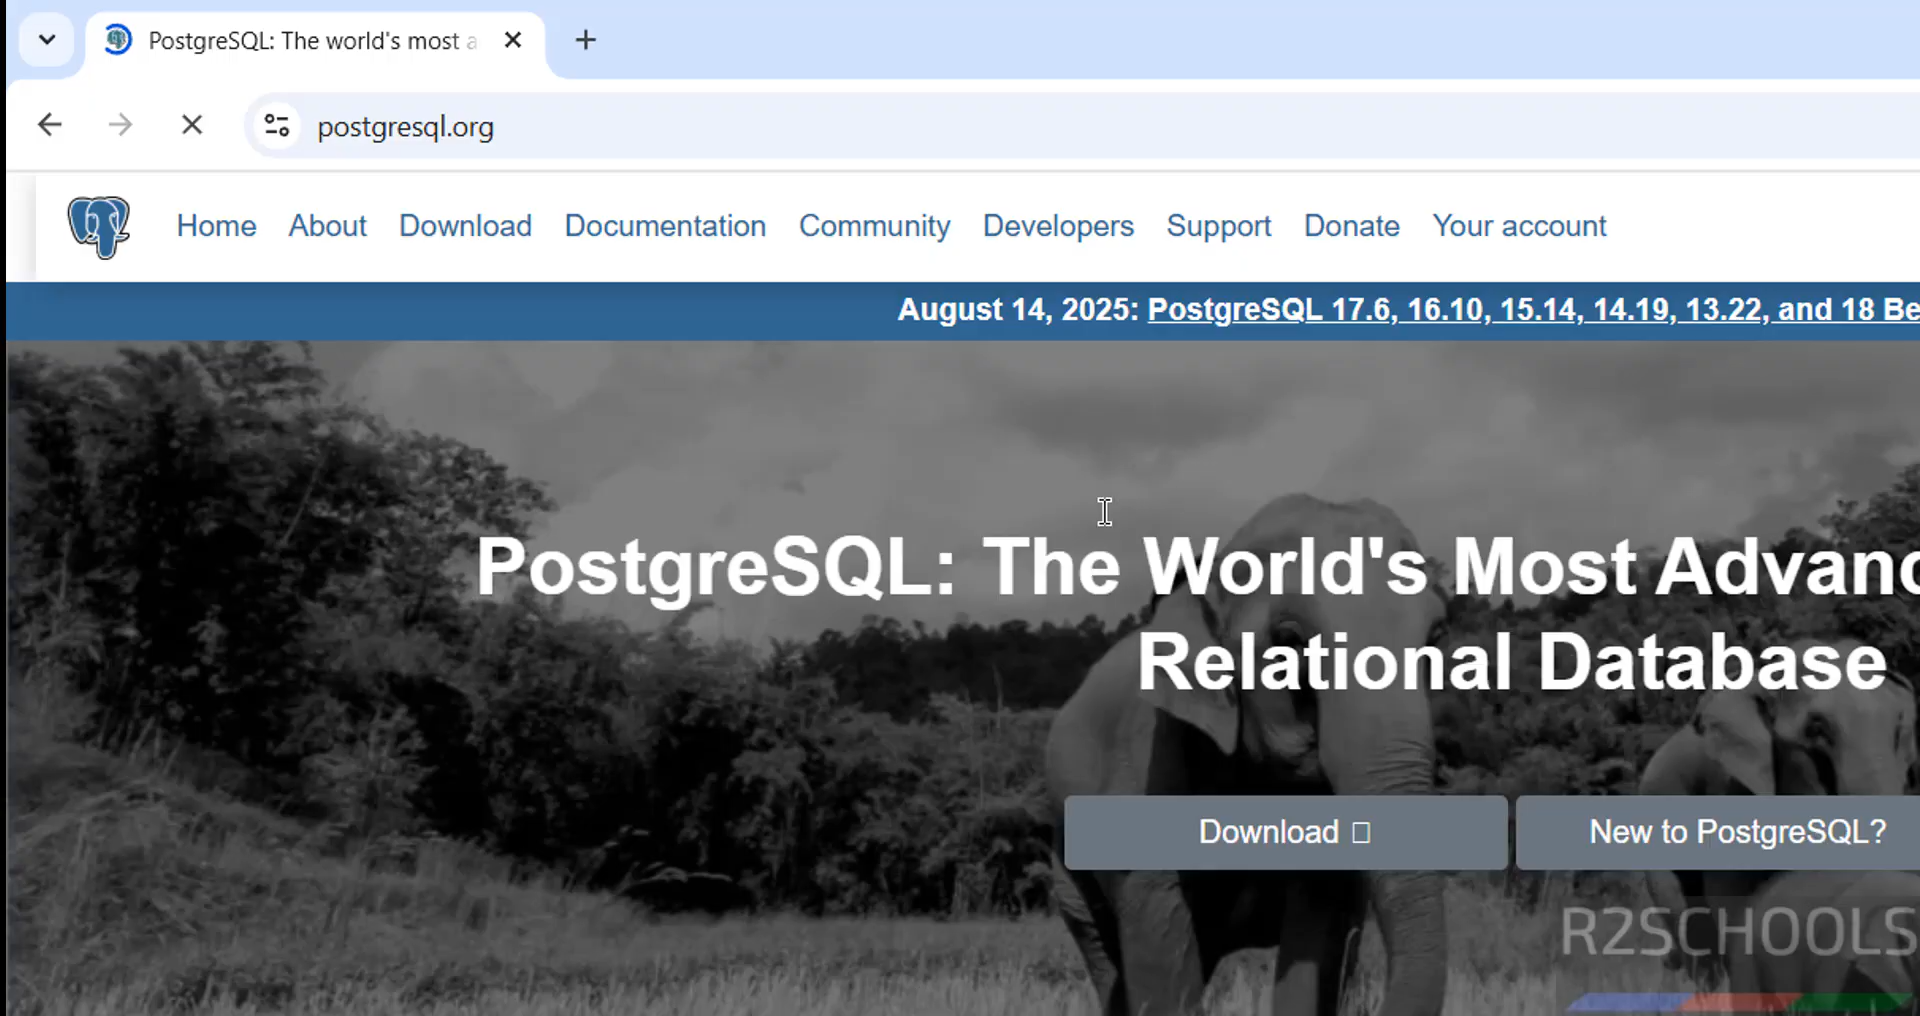 PostgreSQL: The world's most a
postgresql.org
Home About Download Documentation Community Developers Support Donate Your account
August 14, 2025: PostgreSQL 17.6, 16.10, 15.14, 14.19, 13.22, and 18 Be
PostgreSQL: The World's Most Advanc
Relational Database
Download New to PostgreSQL?
R2SCHOOLS